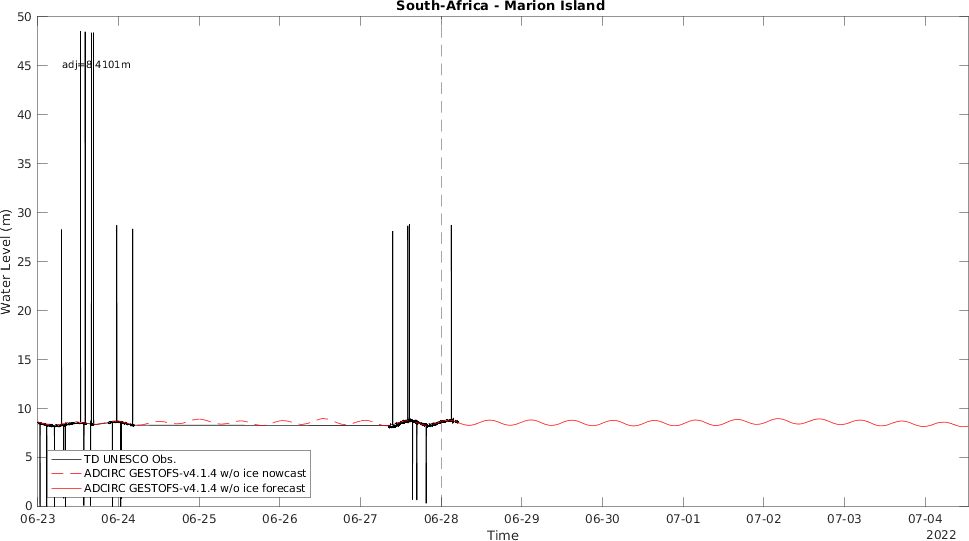 South-Africa - Marion Island
50
45
40
35
30
25
20
15
10
5
0
Water Level (m)
adj=8.4101m
TD UNESCO Obs.
ADCIRC GESTOFS-v4.1.4 w/o ice nowcast
ADCIRC GESTOFS-v4.1.4 w/o ice forecast
06-23 06-24 06-25 06-26 06-27 06-28 06-29 06-30 07-01 07-02 07-03 07-04
Time
2022